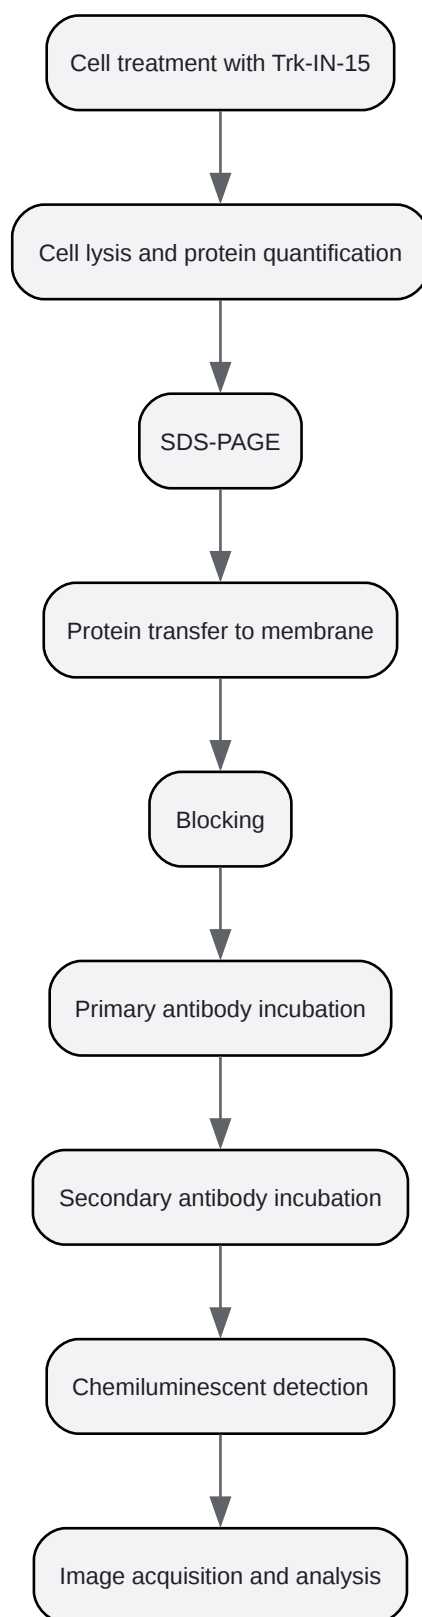 Cell treatment with Trk-IN-15
Cell lysis and protein quantification
SDS-PAGE
Protein transfer to membrane
Blocking
Primary antibody incubation
Secondary antibody incubation
Chemiluminescent detection
Image acquisition and analysis